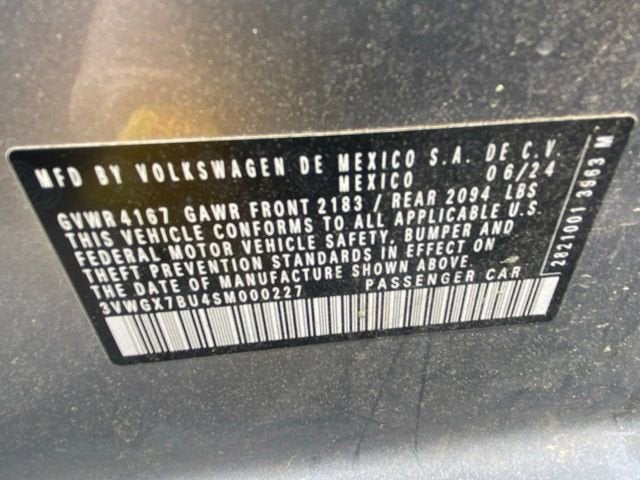 MFD BY VOLKSWAGEN DE MEXICO S.A. DE C.V.
MEXICO 06/24
GVWR 4167 GAWR FRONT 2183 / REAR 2094 LBS
THIS VEHICLE CONFORMS TO ALL APPLICABLE U.S.
FEDERAL MOTOR VEHICLE SAFETY, BUMPER AND
THEFT PREVENTION STANDARDS IN EFFECT ON
THE DATE OF MANUFACTURE SHOWN ABOVE.
3VWGX7BU4SM000227 PASSENGER CAR
2821001 3963 M